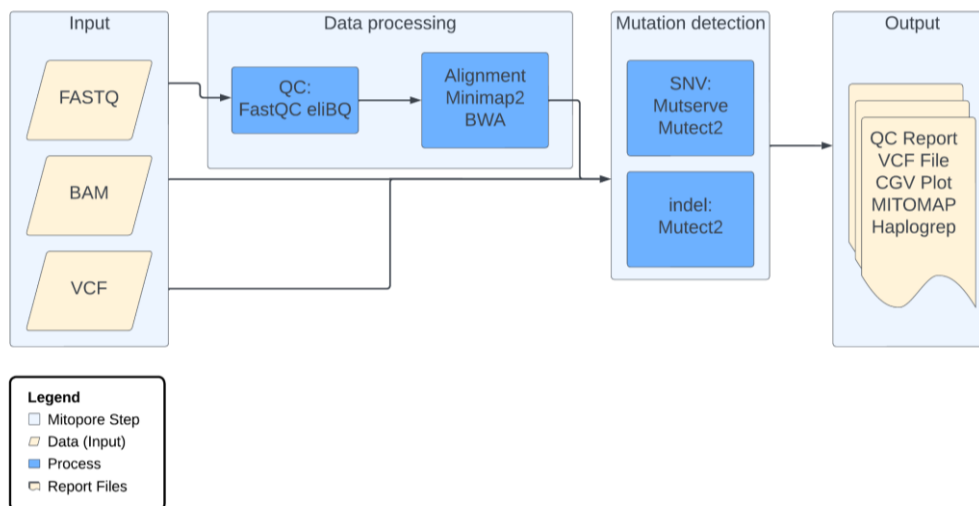 Input
FASTQ
BAM
VCF
Data processing
QC:
FastQC eliBQ
Alignment
Minimap2
BWA
Mutation detection
SNV:
Mutserve
Mutect2
indel:
Mutect2
Output
QC Report
VCF File
CGV Plot
MITOMAP
Haplogrep
Legend
Mitopore Step
Data (Input)
Process
Report Files